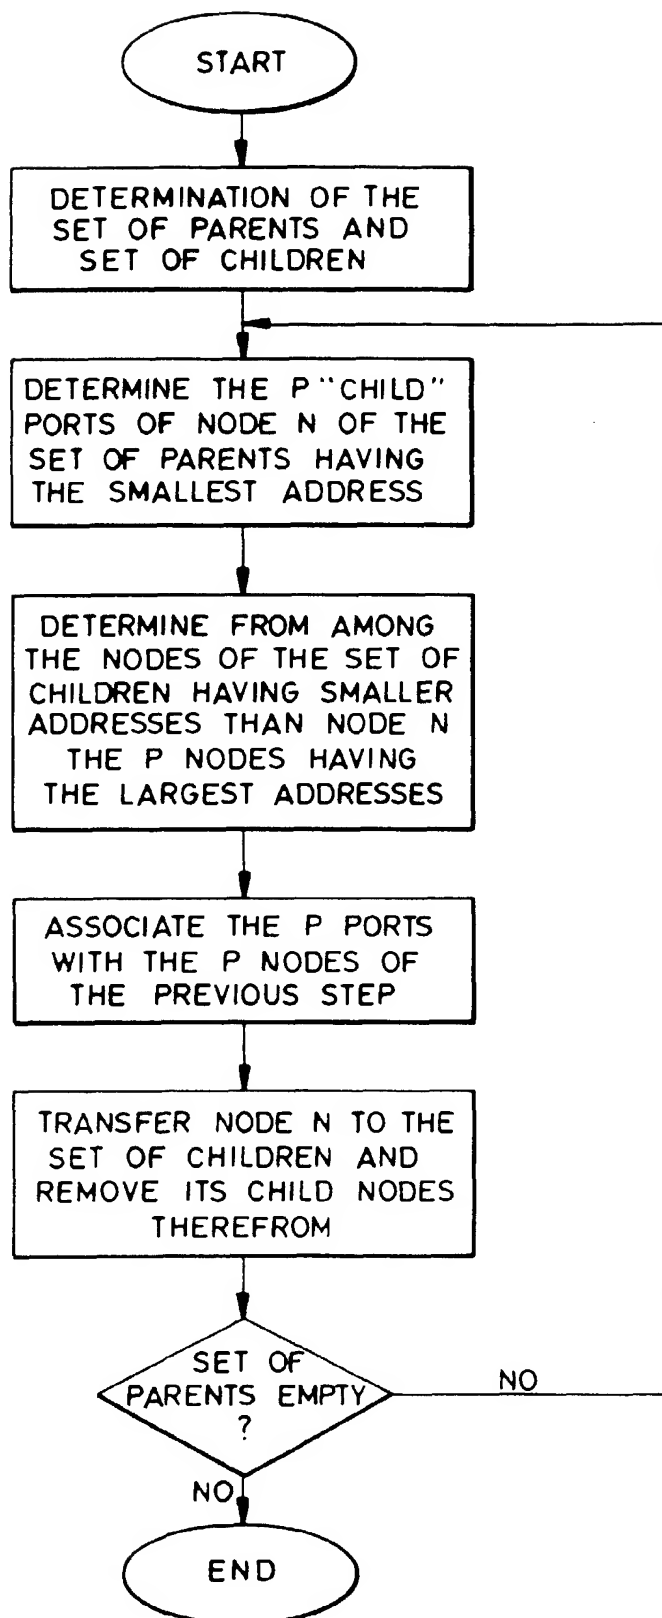 START
DETERMINATION OF THE
SET OF PARENTS AND
SET OF CHILDREN
DETERMINE THE P "CHILD"
PORTS OF NODE N OF THE
SET OF PARENTS HAVING
THE SMALLEST ADDRESS
DETERMINE FROM AMONG
THE NODES OF THE SET OF
CHILDREN HAVING SMALLER
ADDRESSES THAN NODE N
THE P NODES HAVING
THE LARGEST ADDRESSES
ASSOCIATE THE P PORTS
WITH THE P NODES OF
THE PREVIOUS STEP
TRANSFER NODE N TO THE
SET OF CHILDREN AND
REMOVE ITS CHILD NODES
THEREFROM
SET OF
PARENTS EMPTY
?
NO
NO
END